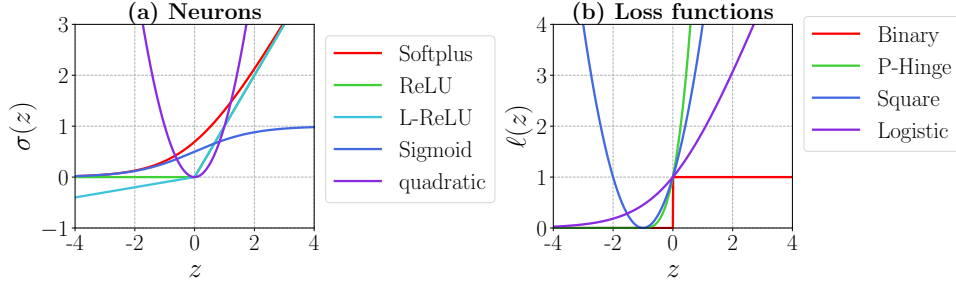 (a) Neurons
σ(z)
3
2
1
0
−1
-4
-2
0
2
4
z
Softplus
ReLU
L-ReLU
Sigmoid
quadratic
(b) Loss functions
ℓ(z)
4
3
2
1
0
-4
-2
0
2
4
z
Binary
P-Hinge
Square
Logistic